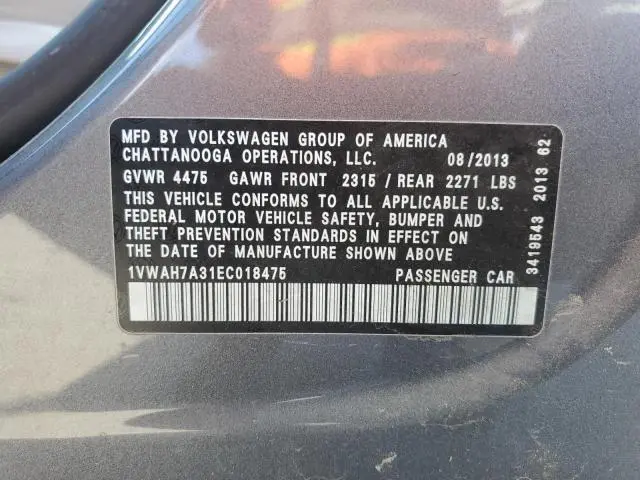 MFD BY VOLKSWAGEN GROUP OF AMERICA
CHATTANOOGA OPERATIONS, LLC. 08/2013
GVWR 4475 GAWR FRONT 2315 / REAR 2271 LBS
THIS VEHICLE CONFORMS TO ALL APPLICABLE U.S.
FEDERAL MOTOR VEHICLE SAFETY, BUMPER AND
THEFT PREVENTION STANDARDS IN EFFECT ON
THE DATE OF MANUFACTURE SHOWN ABOVE
1VWAH7A31EC018475 PASSENGER CAR
3419543 2013 62